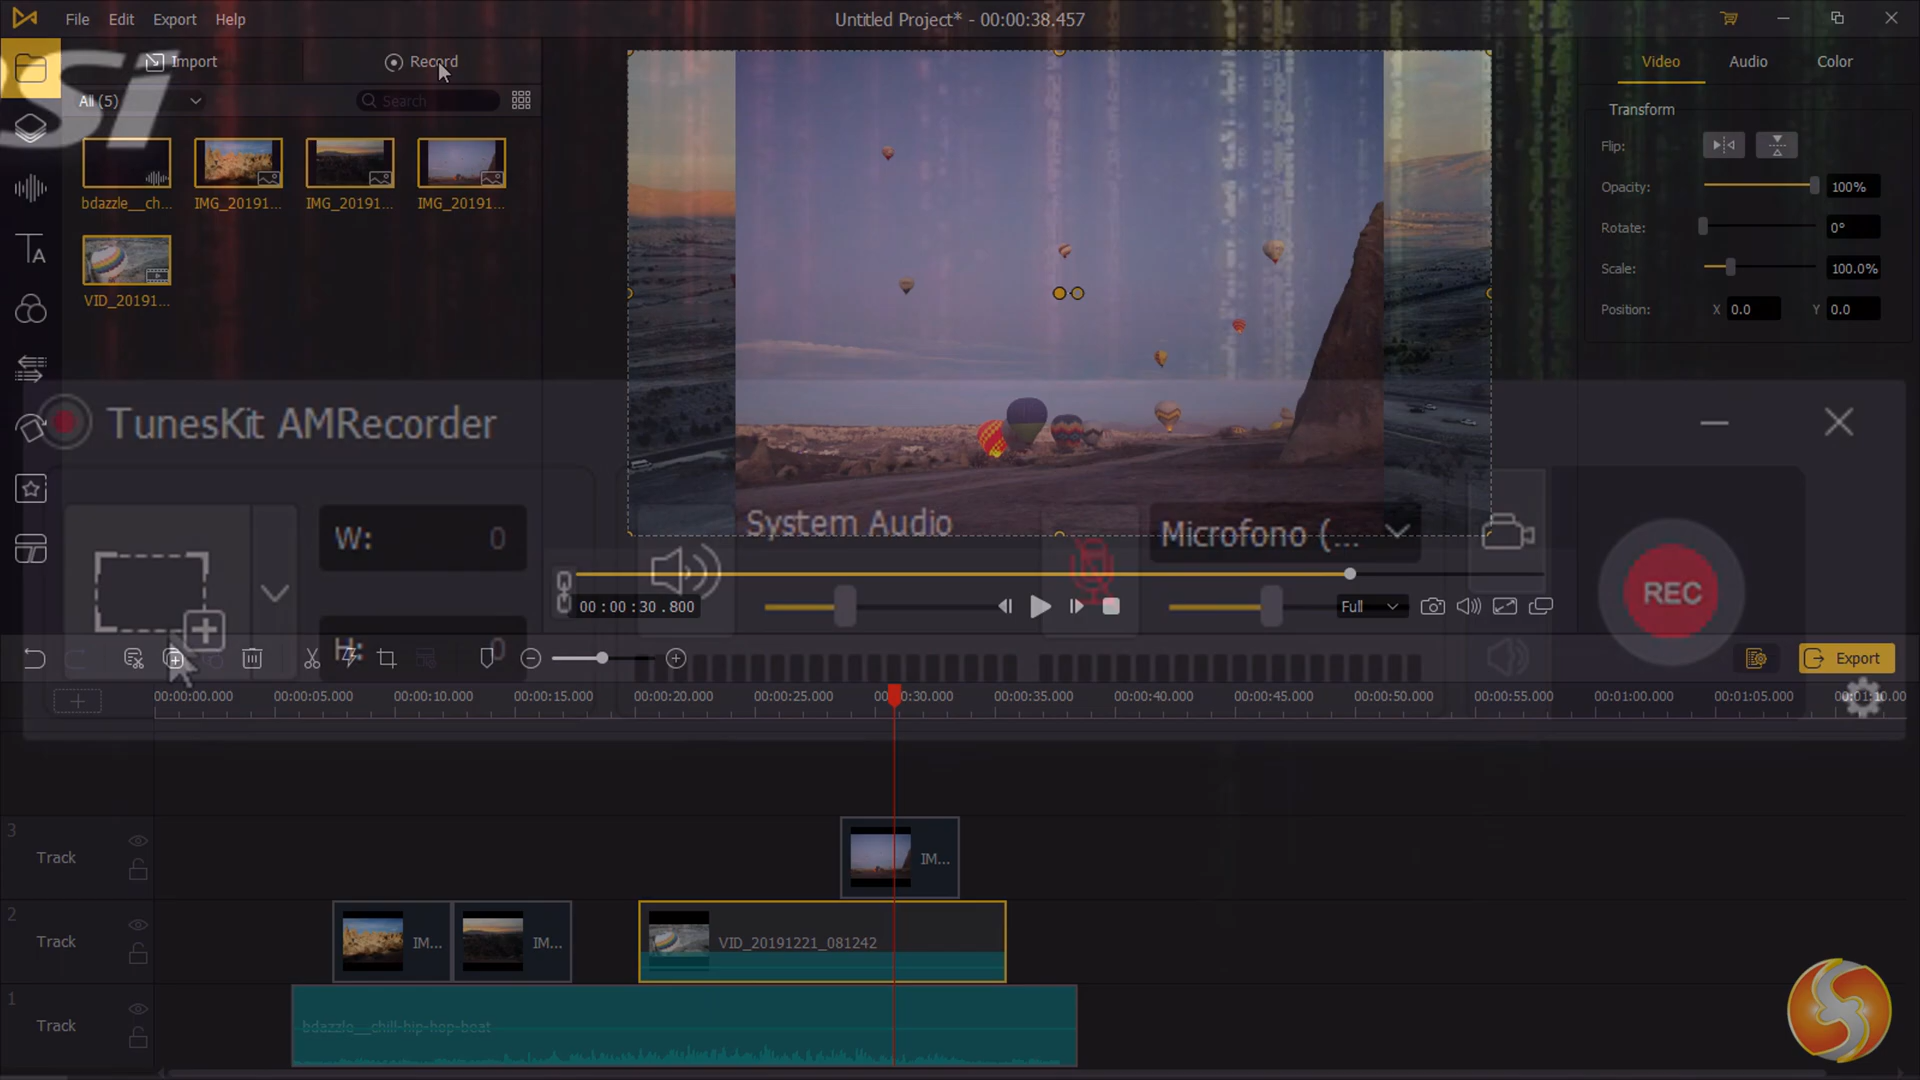 File Edit Export Help
Untitled Project* - 00:00:38.457
si
Import
Record
Video Audio Color
All (5)
Search
Transform
Flip:
Opacity: 100%
Rotate: 0°
Scale: 100.0%
Position: X 0.0 Y 0.0
bdazzle__ch... IMG_20191... IMG_20191... IMG_20191...
VID_20191...
TunesKit AMRecorder
W: 0
System Audio
Microfono (...
REC
00:00:30.800
Full
H: 0
Export
00:00:00.000 00:00:05.000 00:00:10.000 00:00:15.000 00:00:20.000 00:00:25.000 00:00:30.000 00:00:35.000 00:00:40.000 00:00:45.000 00:00:50.000 00:00:55.000 00:01:00.000 00:01:05.000 00:01:10.00
3
Track
IM...
2
Track
IM... IM... VID_20191221_081242
1
Track
bdazzle__chill-hip-hop-beat